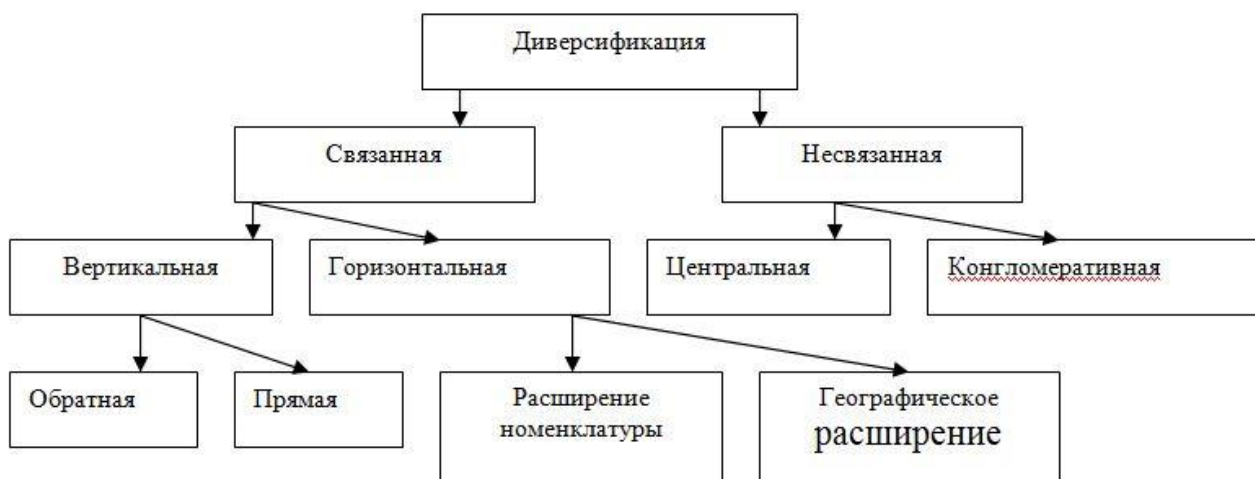 Диверсификация
Связанная
Несвязанная
Вертикальная
Горизонтальная
Центральная
Конгломеративная
Обратная
Прямая
Расширение
номенклатуры
Географическое
расширение